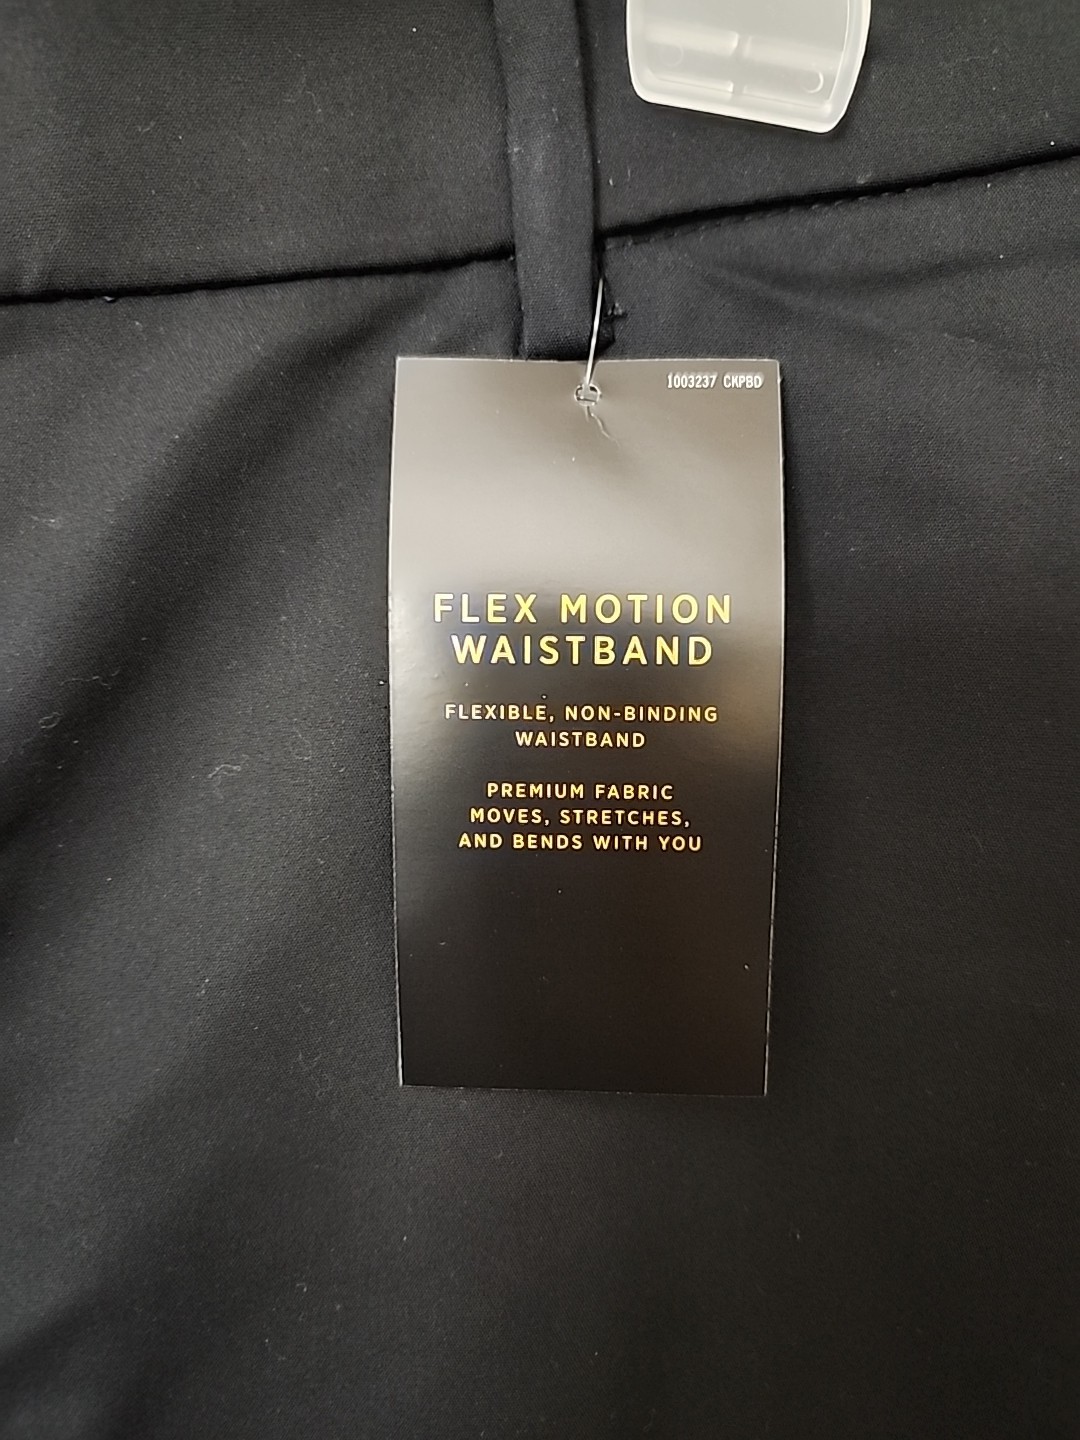 1003237 CKPBD
FLEX MOTION
WAISTBAND
FLEXIBLE, NON-BINDING
WAISTBAND
PREMIUM FABRIC
MOVES, STRETCHES,
AND BENDS WITH YOU